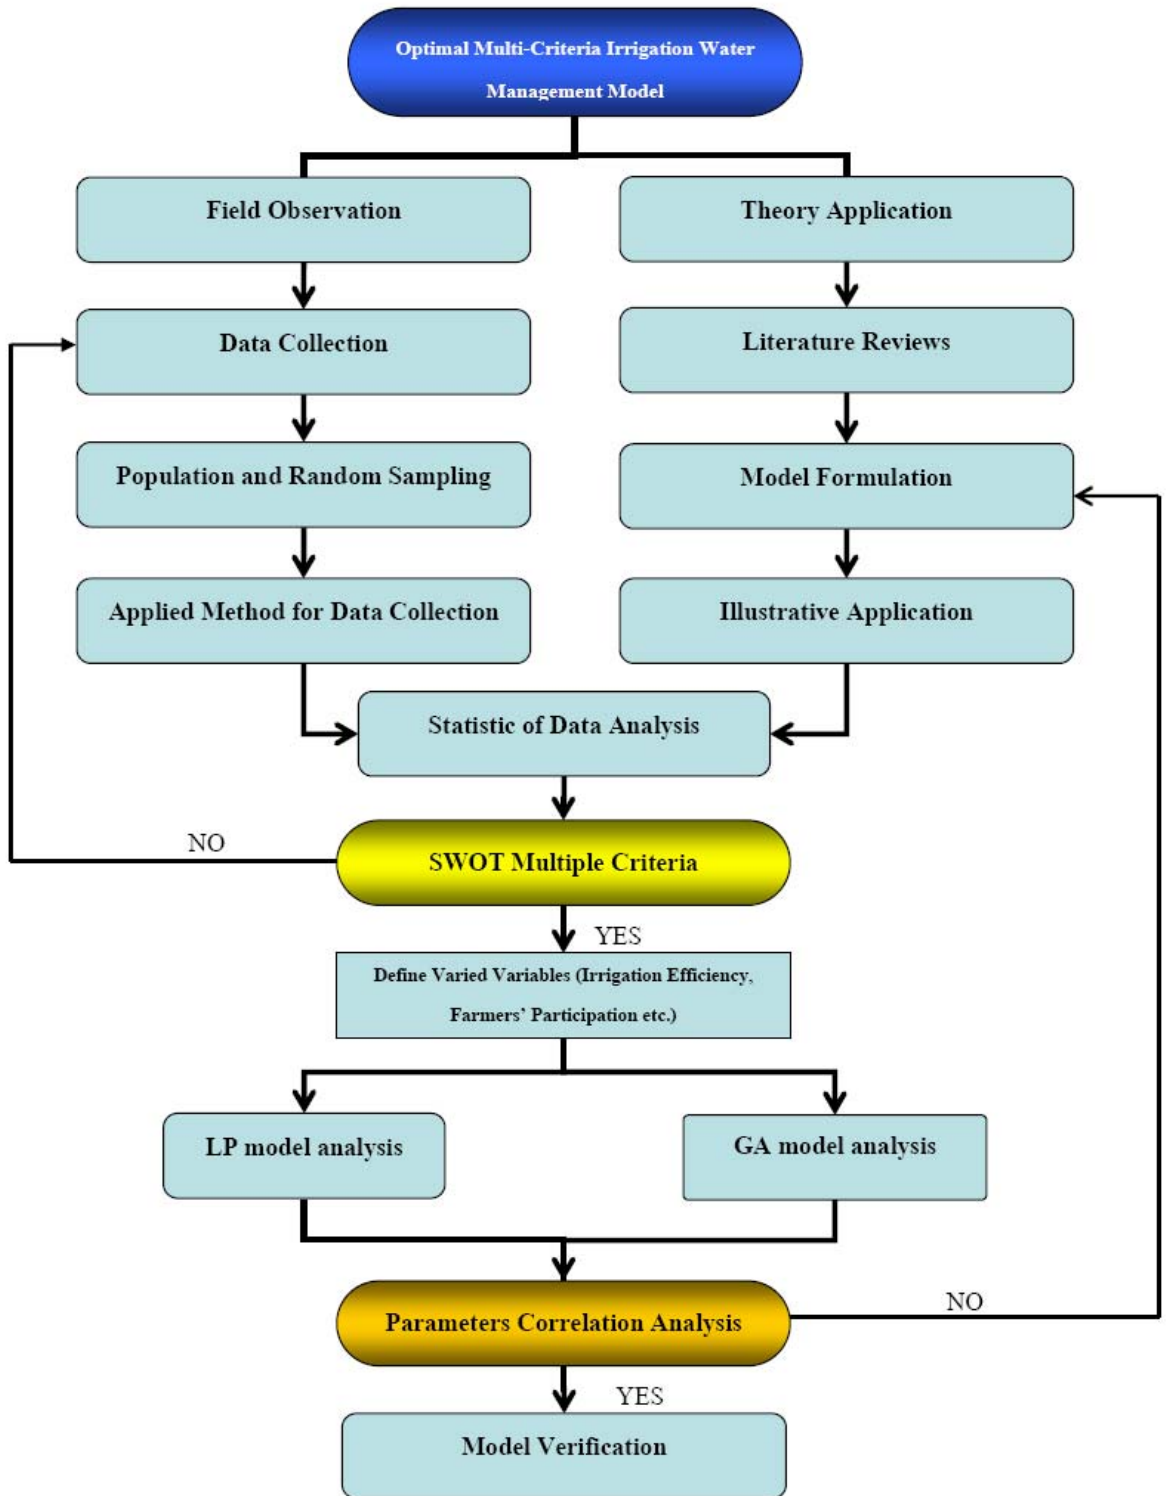 Optimal Multi-Criteria Irrigation Water
Management Model
Field Observation
Theory Application
Data Collection
Literature Reviews
Population and Random Sampling
Model Formulation
Applied Method for Data Collection
Illustrative Application
Statistic of Data Analysis
NO
SWOT Multiple Criteria
YES
Define Varied Variables (Irrigation Efficiency,
Farmers’ Participation etc.)
LP model analysis
GA model analysis
NO
Parameters Correlation Analysis
YES
Model Verification